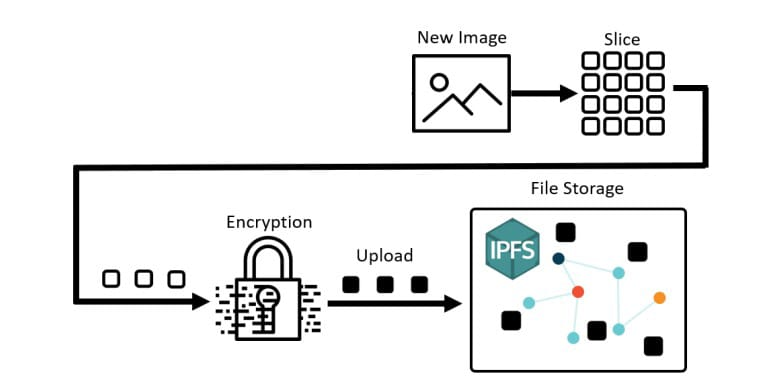 New Image
Slice
File Storage
Encryption
Upload
IPFS